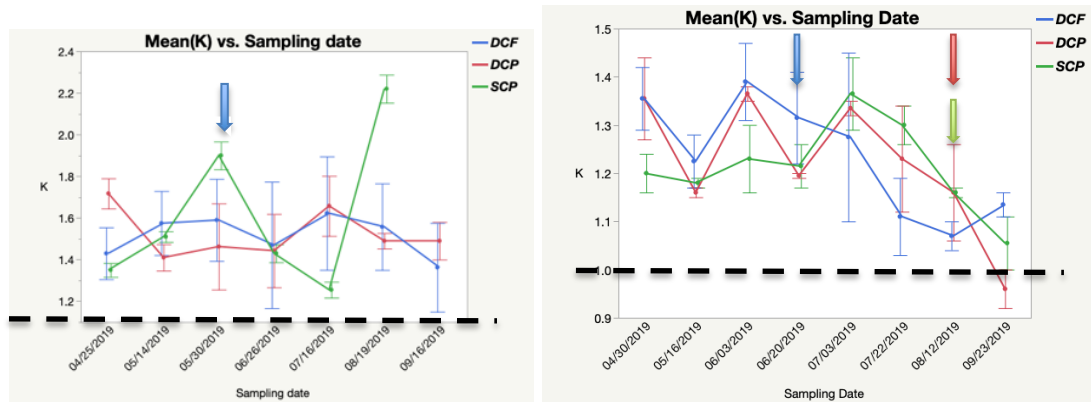 Mean(K) vs. Sampling date
DCF
DCP
SCP
2.4
2.2
2.0
1.8
K
1.6
1.4
1.2
04/25/2019
05/14/2019
05/30/2019
06/26/2019
07/16/2019
08/19/2019
09/16/2019
Sampling date
Mean(K) vs. Sampling Date
DCF
DCP
SCP
1.5
1.4
1.3
K
1.2
1.1
1.0
0.9
04/30/2019
05/16/2019
06/03/2019
06/20/2019
07/03/2019
07/22/2019
08/12/2019
09/23/2019
Sampling Date